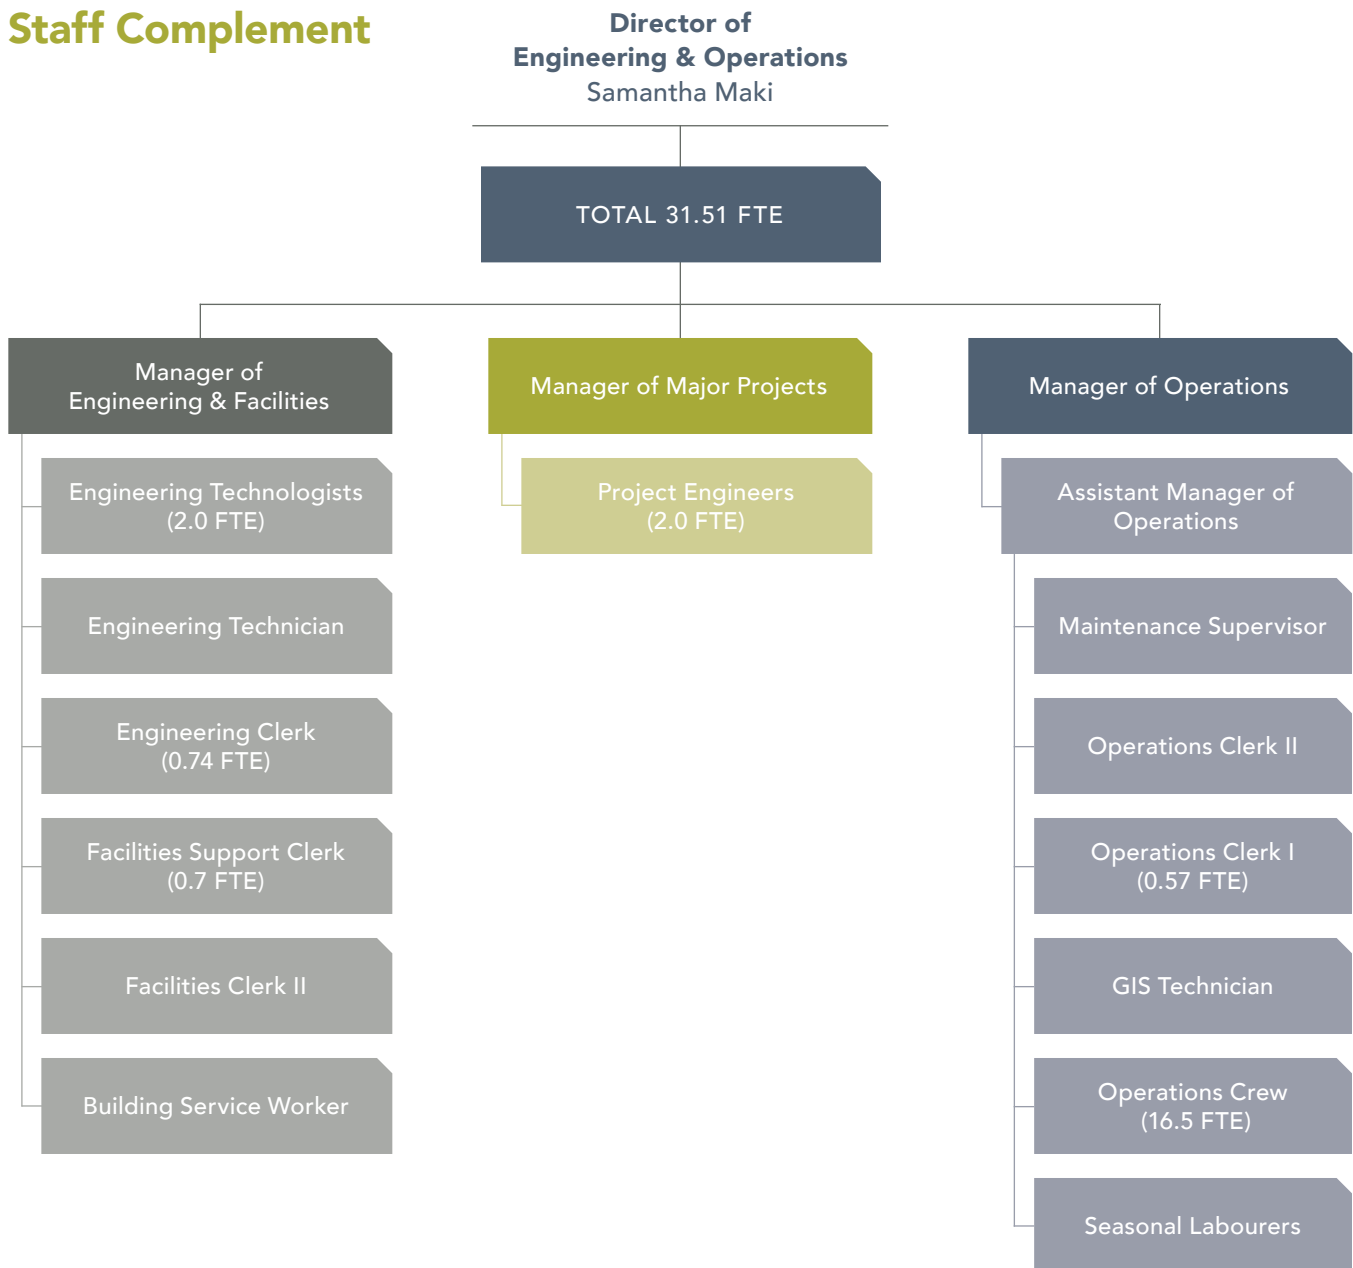 Staff Complement
Director of
Engineering & Operations
Samantha Maki
TOTAL 31.51 FTE
Manager of
Engineering & Facilities
Engineering Technologists
(2.0 FTE)
Engineering Technician
Engineering Clerk
(0.74 FTE)
Facilities Support Clerk
(0.7 FTE)
Facilities Clerk II
Building Service Worker
Manager of Major Projects
Project Engineers
(2.0 FTE)
Manager of Operations
Assistant Manager of
Operations
Maintenance Supervisor
Operations Clerk II
Operations Clerk I
(0.57 FTE)
GIS Technician
Operations Crew
(16.5 FTE)
Seasonal Labourers